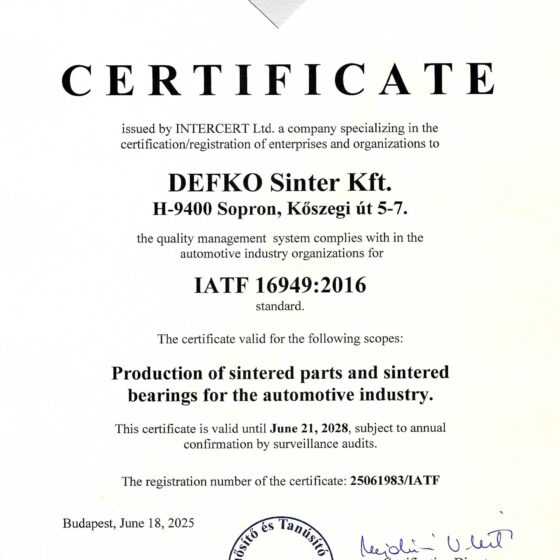 CERTIFICATE
issued by INTERCERT Ltd. a company specializing in the
certification/registration of enterprises and organizations to
DEFKO Sinter Kft.
H-9400 Sopron, Kőszegi út 5-7.
the quality management system complies with in the
automotive industry organizations for
IATF 16949:2016
standard.
The certificate valid for the following scopes:
Production of sintered parts and sintered
bearings for the automotive industry.
This certificate is valid until June 21, 2028, subject to annual
confirmation by surveillance audits.
The registration number of the certificate: 25061983/IATF
Budapest, June 18, 2025
és Tanúsító